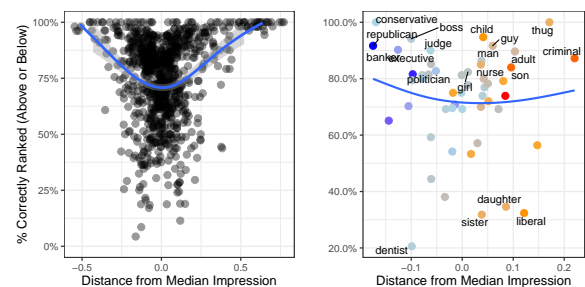 % Correctly Ranked (Above or Below)
100%
75%
50%
25%
0%
−0.5
0.0
0.5
Distance from Median Impression
100.0%
80.0%
60.0%
40.0%
20.0%
conservative
boss
child
thug
republican
guy
judge
man
criminal
banker
executive
adult
politician
nurse
son
girl
daughter
sister
liberal
dentist
−0.1
0.0
0.1
0.2
Distance from Median Impression